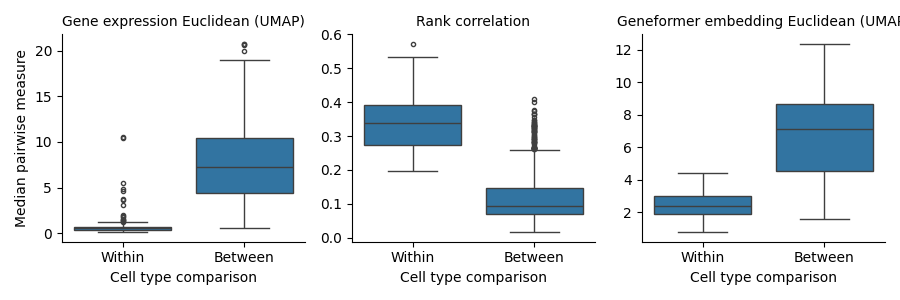 Gene expression Euclidean (UMAP)
Rank correlation
Geneformer embedding Euclidean (UMAP
Median pairwise measure
20
15
10
5
0
Within
Between
Cell type comparison
0.6
0.5
0.4
0.3
0.2
0.1
0.0
Within
Between
Cell type comparison
12
10
8
6
4
2
Within
Between
Cell type comparison